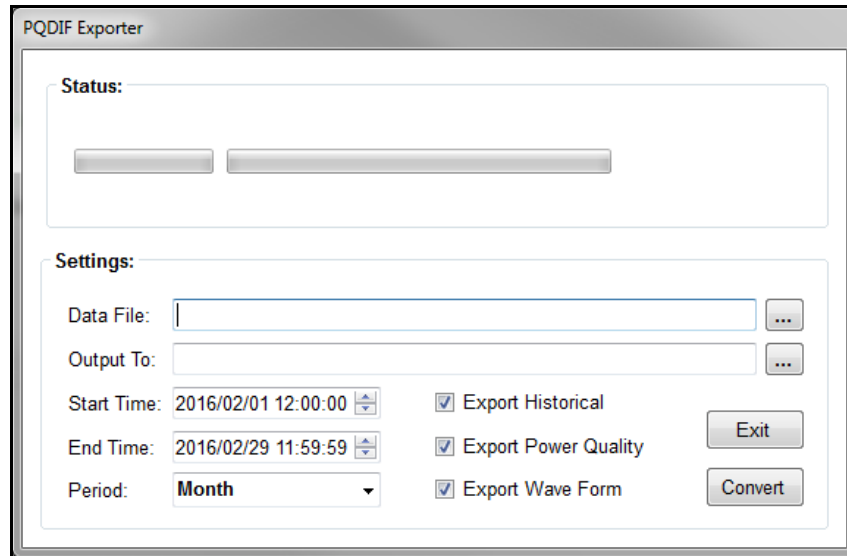 PQDIF Exporter
Status:
Settings:
Data File:
...
Output To:
...
Start Time: 2016/02/01 12:00:00
Export Historical
End Time: 2016/02/29 11:59:59
Export Power Quality
Exit
Period: Month
Export Wave Form
Convert